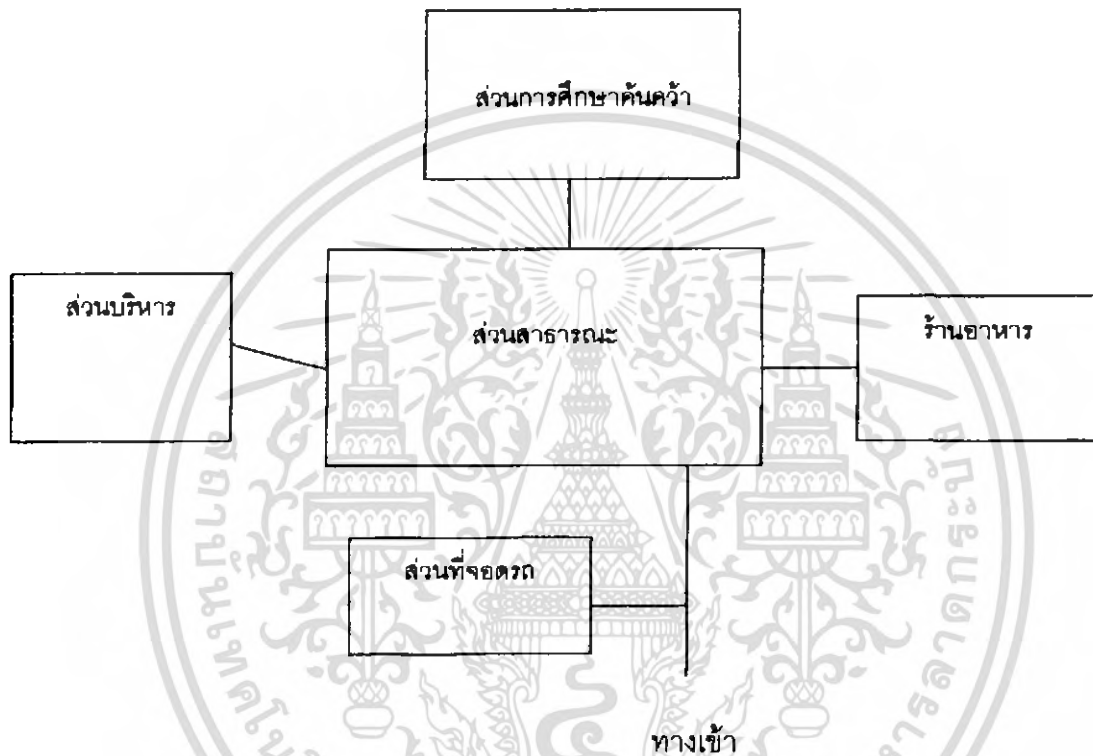 ส่วนการศึกษาค้นคว้า
ส่วนบริหาร
ส่วนสาธารณะ
ร้านอาหาร
ส่วนที่จอดรถ
ทางเข้า